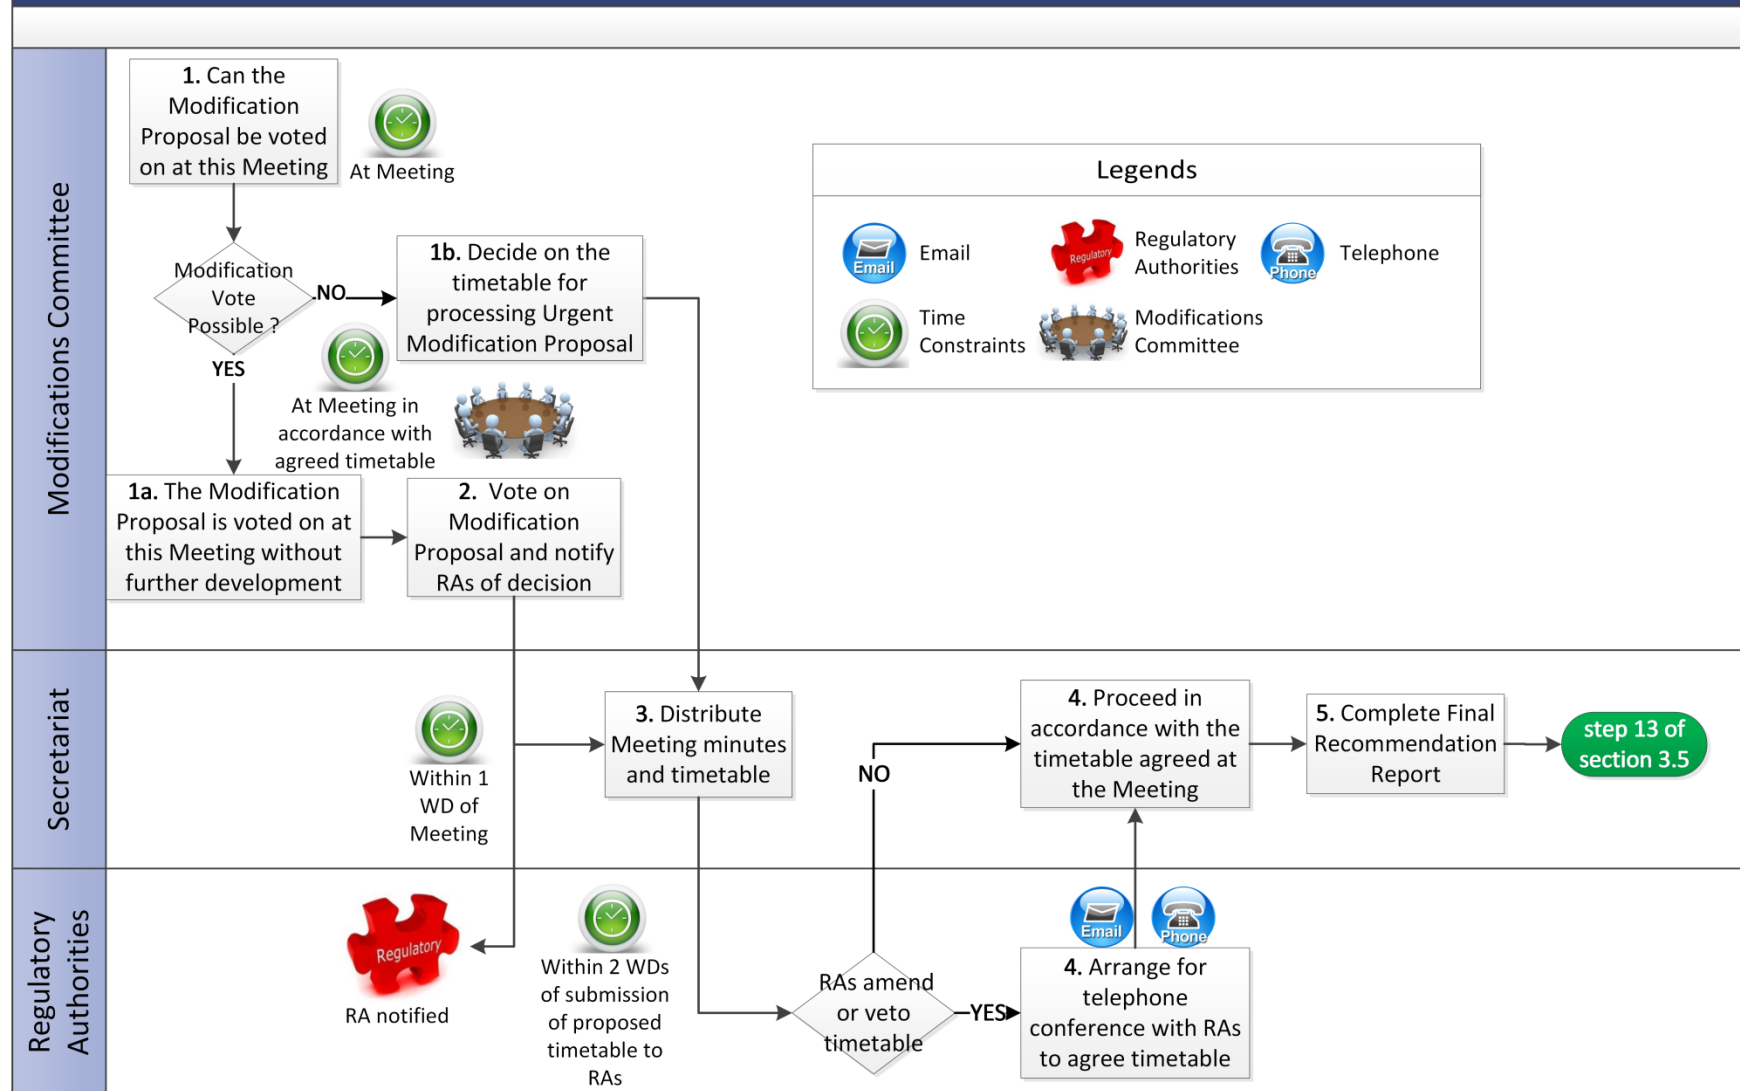 Modifications Committee
1. Can the
Modification
Proposal be voted
on at this Meeting
At Meeting
Modification
Vote
Possible ?
NO
YES
1b. Decide on the
timetable for
processing Urgent
Modification Proposal
At Meeting in
accordance with
agreed timetable
1a. The Modification
Proposal is voted on at
this Meeting without
further development
2. Vote on
Modification
Proposal and notify
RAs of decision
Legends
Email
Email
Regulatory
Regulatory
Authorities
Phone
Telephone
Time
Constraints
Modifications
Committee
Secretariat
Within 1
WD of
Meeting
3. Distribute
Meeting minutes
and timetable
NO
4. Proceed in
accordance with the
timetable agreed at
the Meeting
5. Complete Final
Recommendation
Report
step 13 of
section 3.5
Regulatory
Authorities
Regulatory
RA notified
Within 2 WDs
of submission
of proposed
timetable to
RAs
RAs amend
or veto
timetable
YES
Email
Phone
4. Arrange for
telephone
conference with RAs
to agree timetable